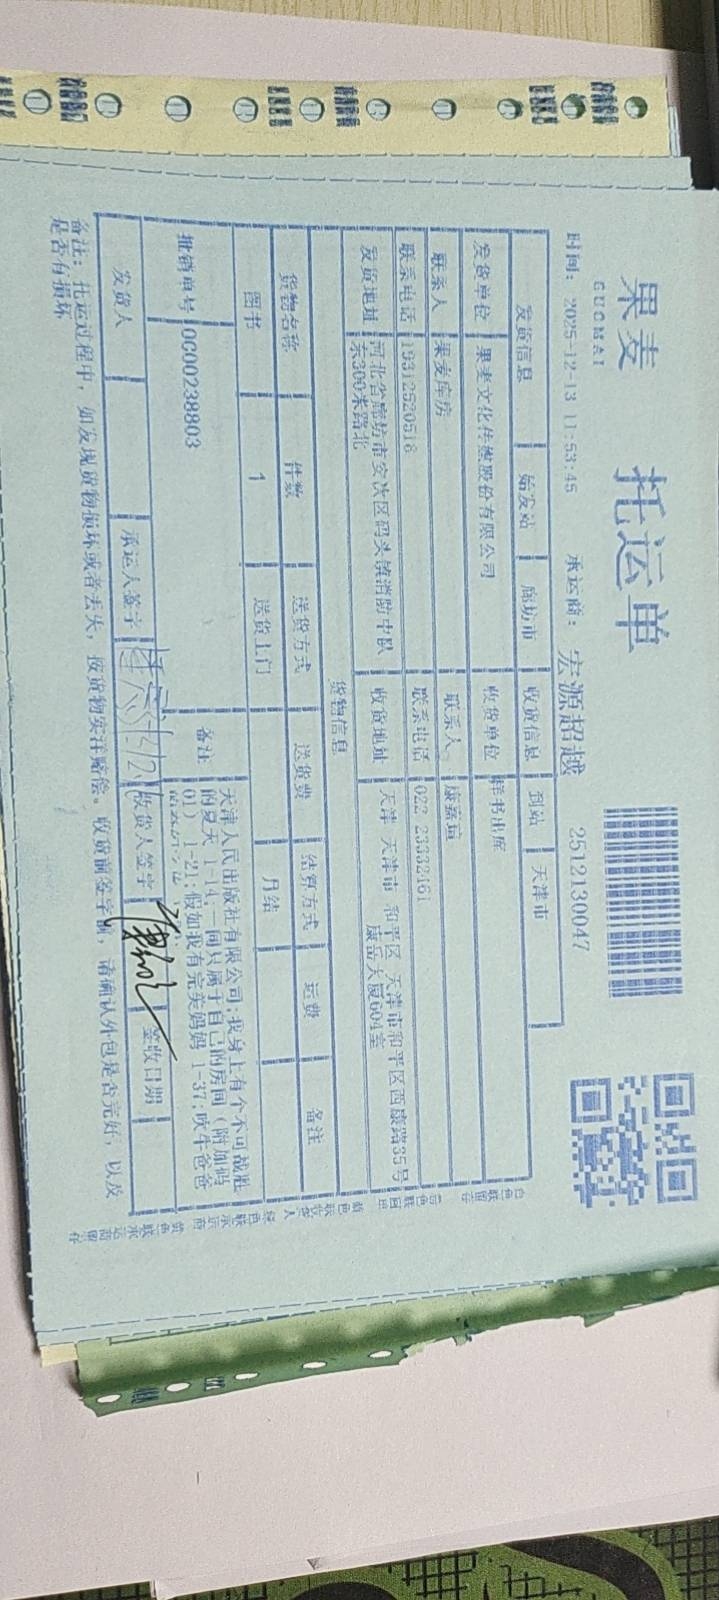 果麦 托运单
GUOMAI
2512130047
时间: 2025-12-13 11:53:45 承运商: 宏源超越
发货信息 始发站 廊坊市 收货信息 到站 天津市
发货单位 果麦文化传媒股份有限公司 收货单位 样书出库
联系人 果麦库房 联系人 康嘉瑄
联系电话 19312520516 联系电话 022-23332461
发货地址 河北省廊坊市安次区码头镇消防中队 收货地址 天津 天津市 和平区 天津市和平区西康路35号
东300米路北 康岳大厦604室
货物信息
货物名称 件数 送货方式 送货费 结算方式 运费 备注
图书 1 送货上门 月结
批销单号 0C00238803 备注 天津人民出版社有限公司:我身上有个不可战胜
的夏天 1-14;一间只属于自己的房间(附加码
01) 1-21;假如我有完美妈妈 1-37;吹牛爸爸
发货人 承运人签字 收货人签字 签收日期
备注: 托运过程中, 如发现货物损坏或者丢失, 按货物实在赔偿。收货前签字前, 请确认外包是否完好, 以及
是否有损坏